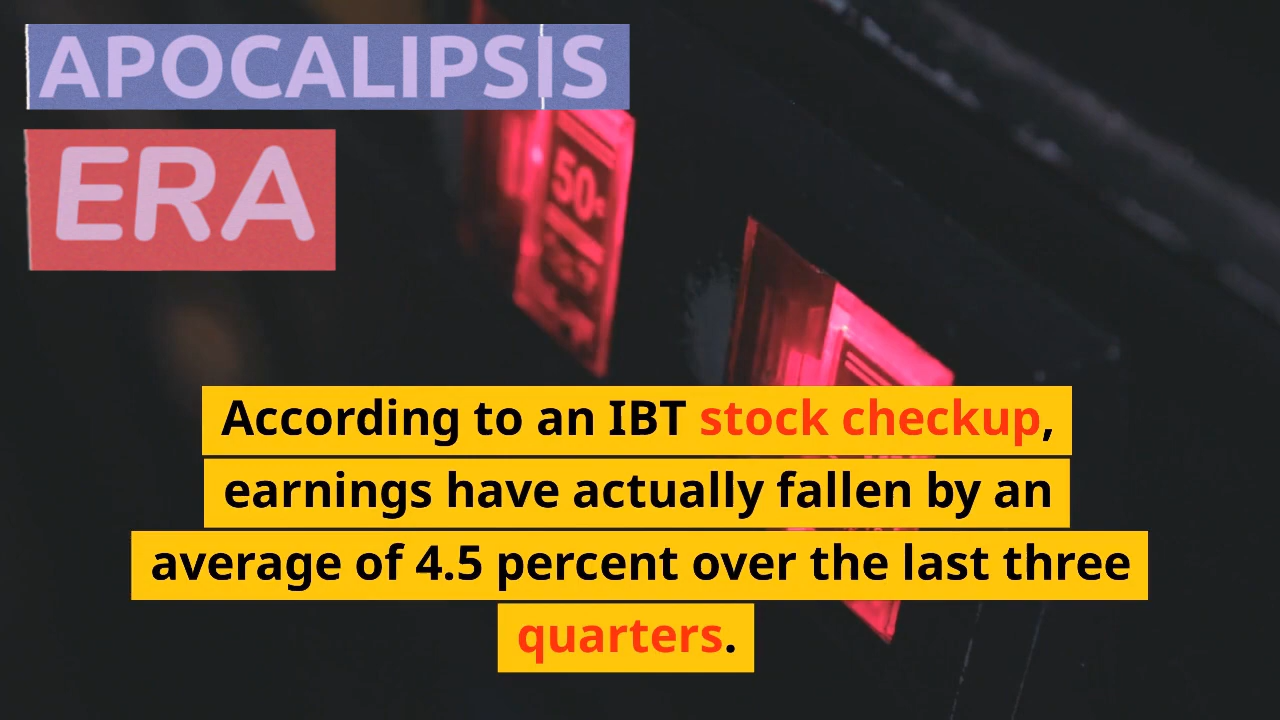 APOCALIPSIS
ERA
50¢
According to an IBT stock checkup,
earnings have actually fallen by an
average of 4.5 percent over the last three
quarters.